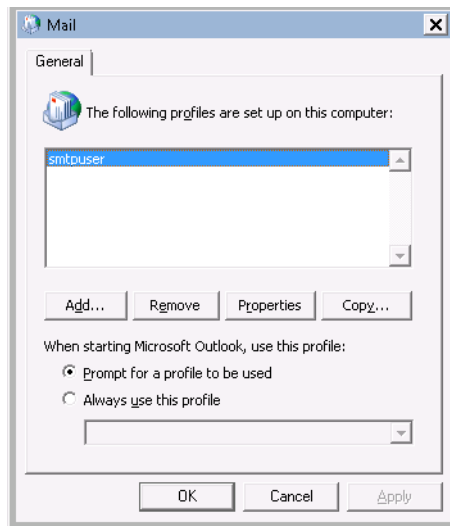 Mail
General
The following profiles are set up on this computer:
smtpuser
Add... Remove Properties Copy...
When starting Microsoft Outlook, use this profile:
Prompt for a profile to be used
Always use this profile
OK Cancel Apply